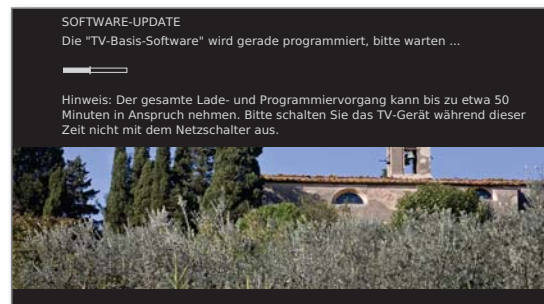 SOFTWARE-UPDATE
Die "TV-Basis-Software" wird gerade programmiert, bitte warten ...
Hinweis: Der gesamte Lade- und Programmiervorgang kann bis zu etwa 50
Minuten in Anspruch nehmen. Bitte schalten Sie das TV-Gerät während dieser
Zeit nicht mit dem Netzschalter aus.